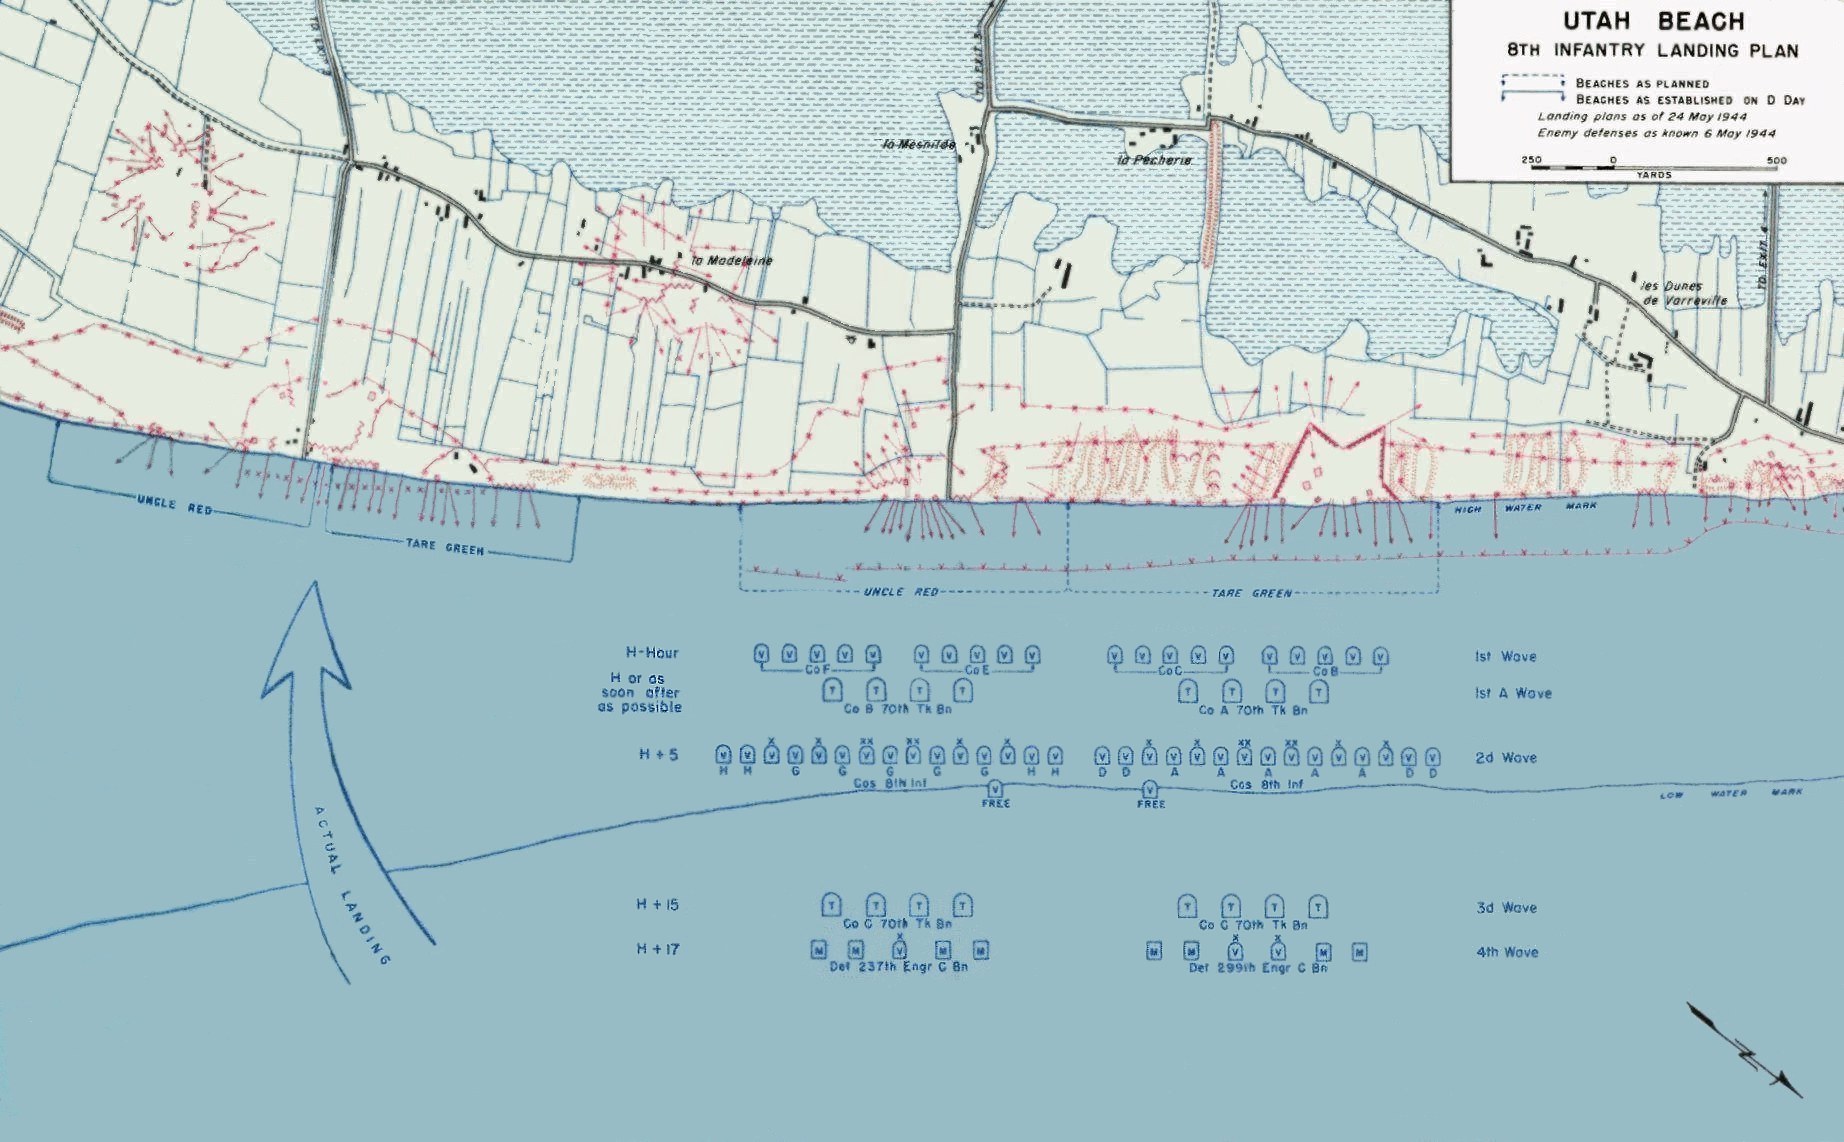 UTAH BEACH
8TH INFANTRY LANDING PLAN
BEACHES AS PLANNED
BEACHES AS ESTABLISHED ON D DAY
Landing plans as of 24 May 1944
Enemy defenses as known 6 May 1944
250 0 500
YARDS
TO EXIT 3
la Mesnilde
la Pecherie
la Madeleine
les Dunes
de Varreville
TO EXIT 4
UNCLE RED
TARE GREEN
HIGH WATER MARK
UNCLE RED
TARE GREEN
H-Hour
Co F
Co E
Co C
Co B
1st Wave
H or as
soon after
as possible
T T T T
Co B 70th Tk Bn
T T T T
Co A 70th Tk Bn
1st A Wave
H + 5
2d Wave
H H G G G G G H H
D D A A A A A D D
Cos 8th Inf
Cos 8th Inf
V
FREE
V
FREE
LOW WATER MARK
ACTUAL LANDING
H + 15
T T T T
Co C 70th Tk Bn
T T T T
Co C 70th Tk Bn
3d Wave
H + 17
M M V M M
Det 237th Engr C Bn
M M V V M M
Det 299th Engr C Bn
4th Wave